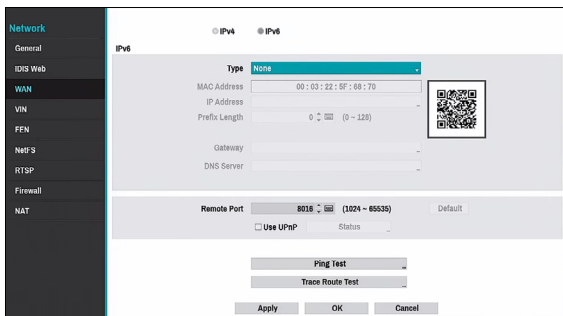 Network
General
IDIS Web
WAN
VIN
FEN
NetFS
RTSP
Firewall
NAT
IPv4 IPv6
IPv6
Type None
MAC Address 00 : 03 : 22 : 5F : 68 : 70
IP Address
Prefix Length 0 (0 ~ 128)
Gateway
DNS Server
Remote Port 8016 (1024 ~ 65535) Default
Use UPnP Status
Ping Test
Trace Route Test
Apply OK Cancel